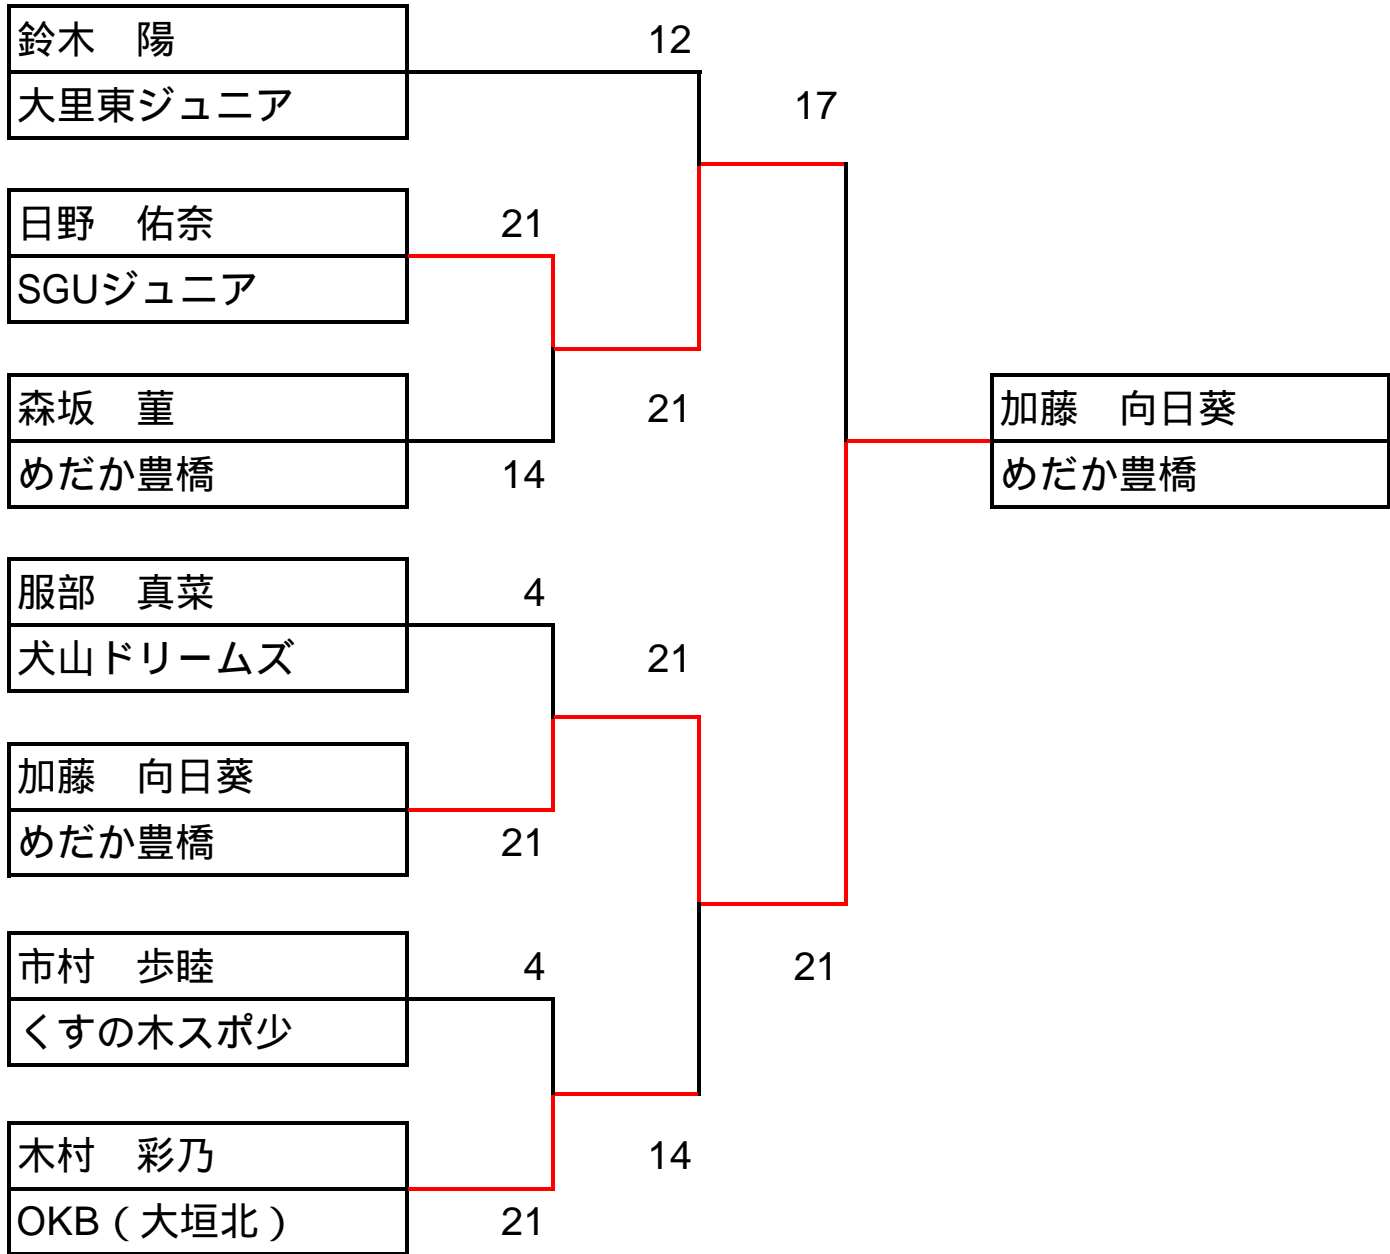 鈴木　陽
12
大里東ジュニア
17
日野　佑奈
21
SGUジュニア
森坂　菫
21
加藤　向日葵
めだか豊橋
14
めだか豊橋
服部　真菜
4
犬山ドリームズ
21
加藤　向日葵
めだか豊橋
21
市村　歩睦
4
21
くすの木スポ少
木村　彩乃
14
OKB（大垣北）
21